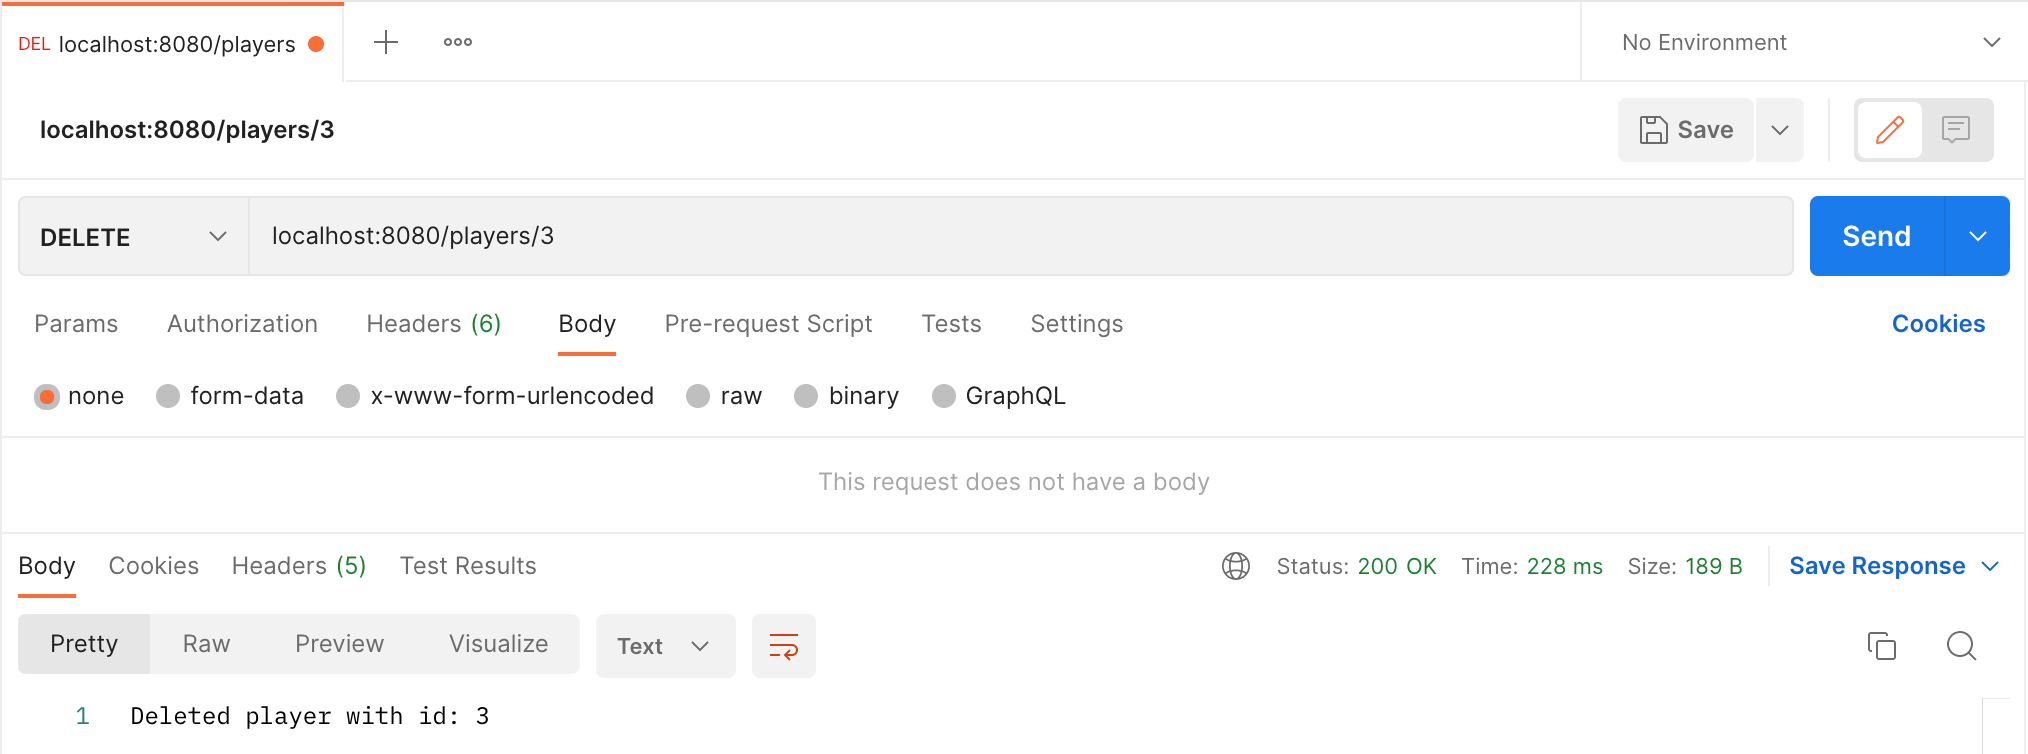 DEL localhost:8080/players
No Environment
localhost:8080/players/3
Save
DELETE localhost:8080/players/3 Send
Params Authorization Headers (6) Body Pre-request Script Tests Settings Cookies
none form-data x-www-form-urlencoded raw binary GraphQL
This request does not have a body
Body Cookies Headers (5) Test Results Status: 200 OK Time: 228 ms Size: 189 B Save Response
Pretty Raw Preview Visualize Text
1 Deleted player with id: 3